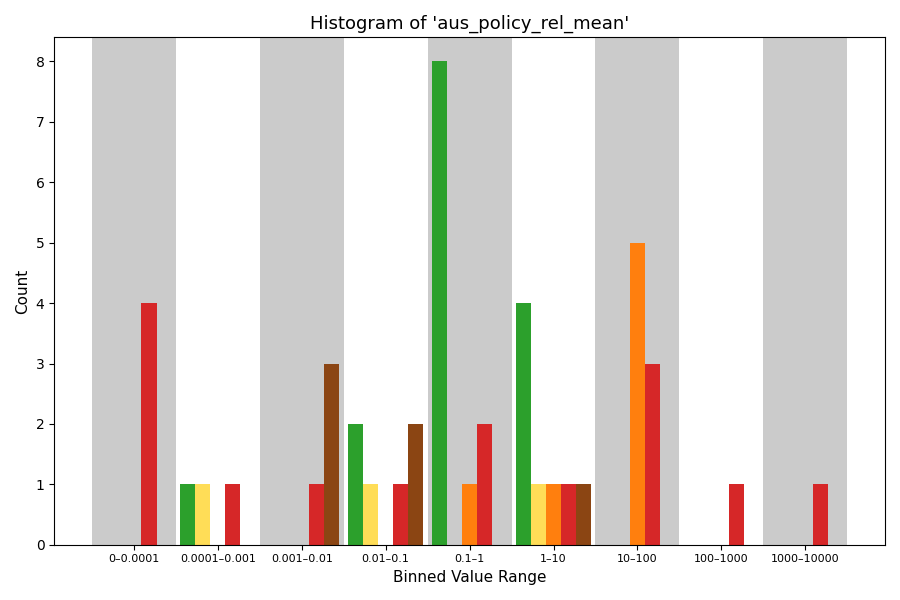 Histogram of 'aus_policy_rel_mean'
Count
8
7
6
5
4
3
2
1
0
0–0.0001 0.0001–0.001 0.001–0.01 0.01–0.1 0.1–1 1–10 10–100 100–1000 1000–10000
Binned Value Range